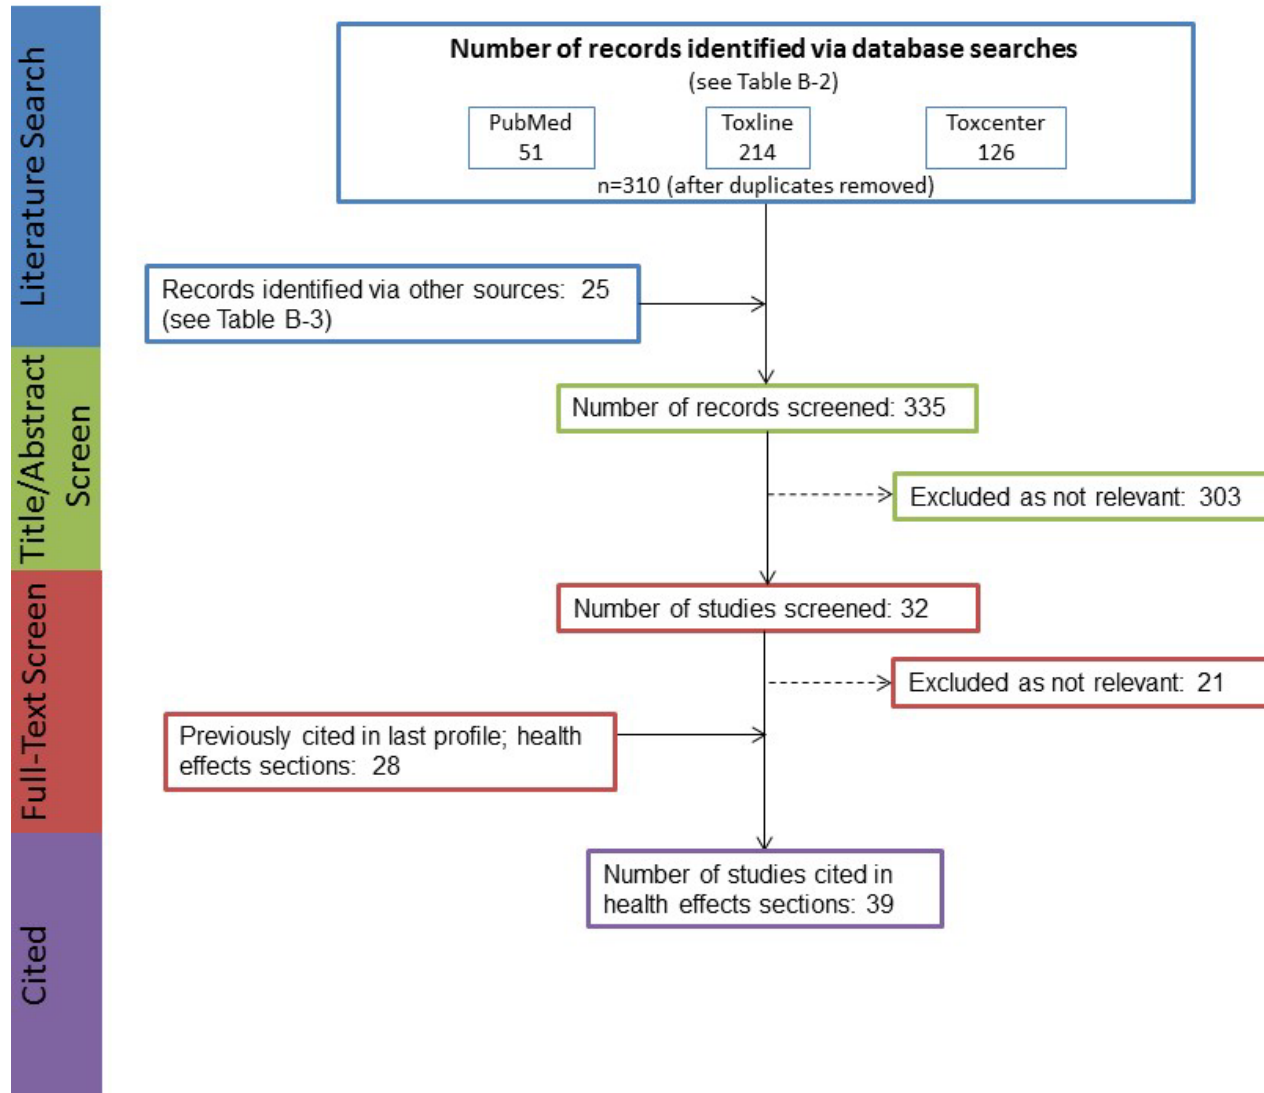 Literature Search
Number of records identified via database searches
(see Table B-2)
PubMed
51
Toxline
214
Toxcenter
126
n=310 (after duplicates removed)
Records identified via other sources: 25
(see Table B-3)
Title/Abstract
Screen
Number of records screened: 335
Excluded as not relevant: 303
Full-Text Screen
Number of studies screened: 32
Excluded as not relevant: 21
Previously cited in last profile; health
effects sections: 28
Cited
Number of studies cited in
health effects sections: 39